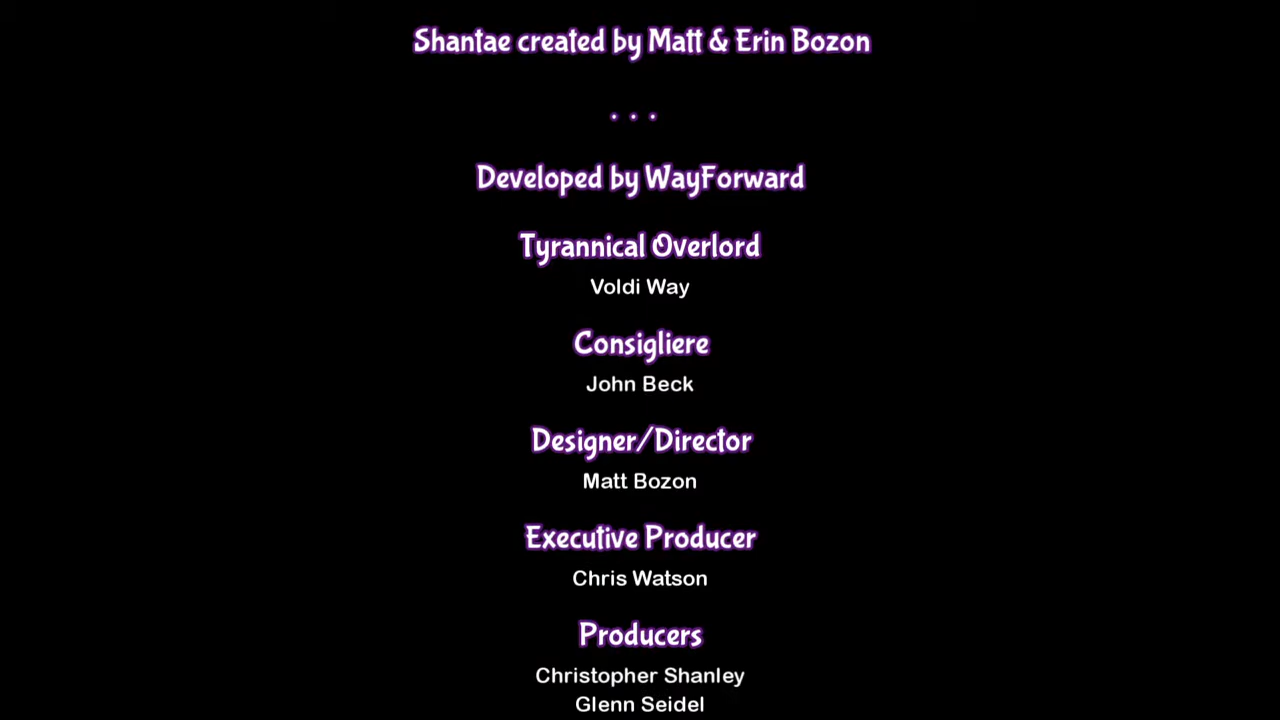 Shantae created by Matt & Erin Bozon
. . .
Developed by WayForward
Tyrannical Overlord
Voldi Way
Consigliere
John Beck
Designer/Director
Matt Bozon
Executive Producer
Chris Watson
Producers
Christopher Shanley
Glenn Seidel